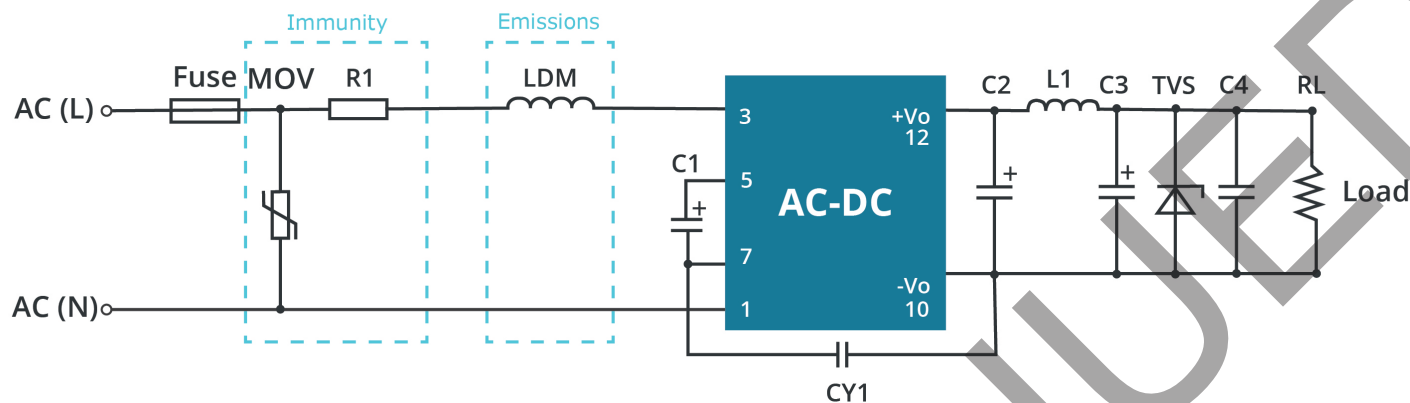 Immunity
Emissions
Fuse
MOV
R1
LDM
C2
L1
C3
TVS
C4
RL
AC (L)
3
+Vo
12
C1
5
AC-DC
Load
7
-Vo
10
AC (N)
1
CY1